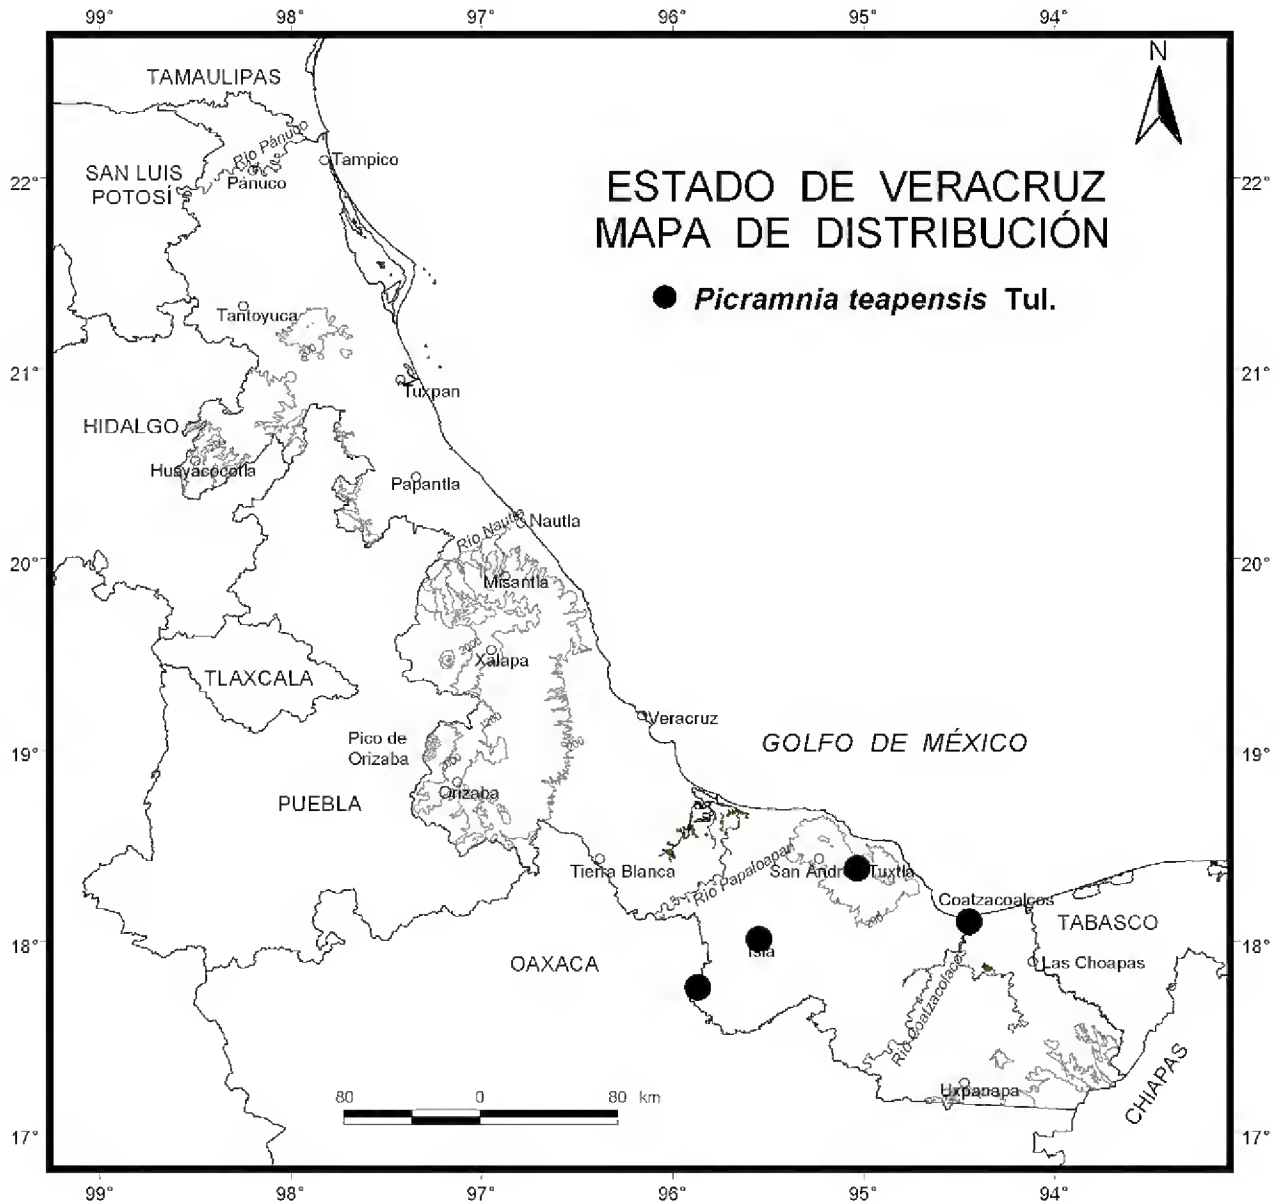 99° 98° 97° 96° 95° 94°
N
TAMAULIPAS
Río Pánuco
Tampico
SAN LUIS
POTOSÍ
Pánuco
22° 22°
ESTADO DE VERACRUZ
MAPA DE DISTRIBUCIÓN
Picramnia teapensis Tul.
Tantoyuca
21° 21°
Tuxpan
HIDALGO
Huayacocotla
Papantla
Río Nautla
Nautla
20° 20°
Misantla
2000
Xalapa
TLAXCALA
Veracruz
Pico de
Orizaba
GOLFO DE MÉXICO
19° 19°
Orizaba
PUEBLA
Tierra Blanca
Río Papaloapan
San Andr Tuxtla
Coatzacoalcos
TABASCO
18° 18°
Isla
OAXACA
Las Choapas
Río Coatzacoalcos
Uxpanapa
CHIAPAS
80 0 80 km
17° 17°
99° 98° 97° 96° 95° 94°